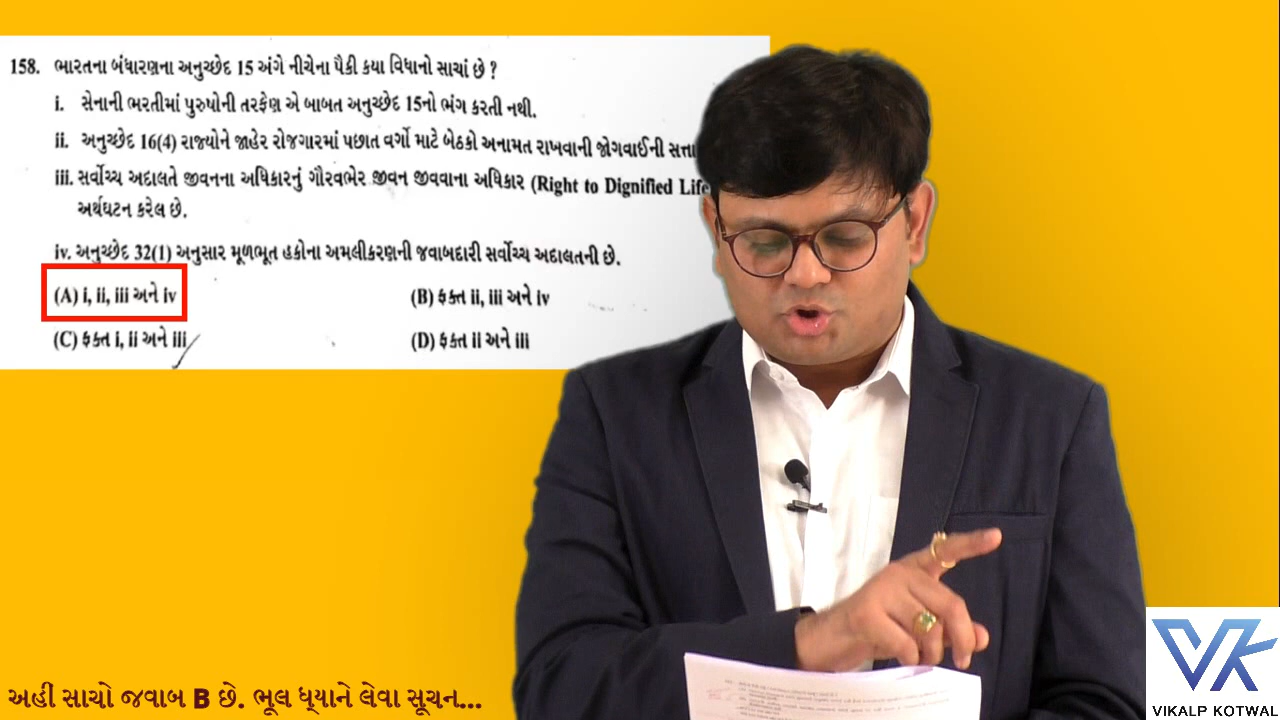 158. ભારતના બંધારણના અનુચ્છેદ 15 અંગે નીચેના પૈકી કયા વિધાનો સાચાં છે ?
i. સેનાની ભરતીમાં પુરુષોની તરફેણ એ બાબત અનુચ્છેદ 15નો ભંગ કરતી નથી.
ii. અનુચ્છેદ 16(4) રાજ્યોને જાહેર રોજગારમાં પછાત વર્ગો માટે બેઠકો અનામત રાખવાની જોગવાઈની સત્તા
iii. સર્વોચ્ચ અદાલતે જીવનના અધિકારનું ગૌરવભેર જીવન જીવવાના અધિકાર (Right to Dignified Life
અર્થઘટન કરેલ છે.
iv. અનુચ્છેદ 32(1) અનુસાર મૂળભૂત હકોના અમલીકરણની જવાબદારી સર્વોચ્ચ અદાલતની છે.
(A) i, ii, iii અને iv (B) ફક્ત ii, iii અને iv
(C) ફક્ત i, ii અને iii (D) ફક્ત ii અને iii
અહી સાચો જવાબ B છે. ભૂલ ધ્યાને લેવા સૂચન...
VK
VIKAS KOTWAL